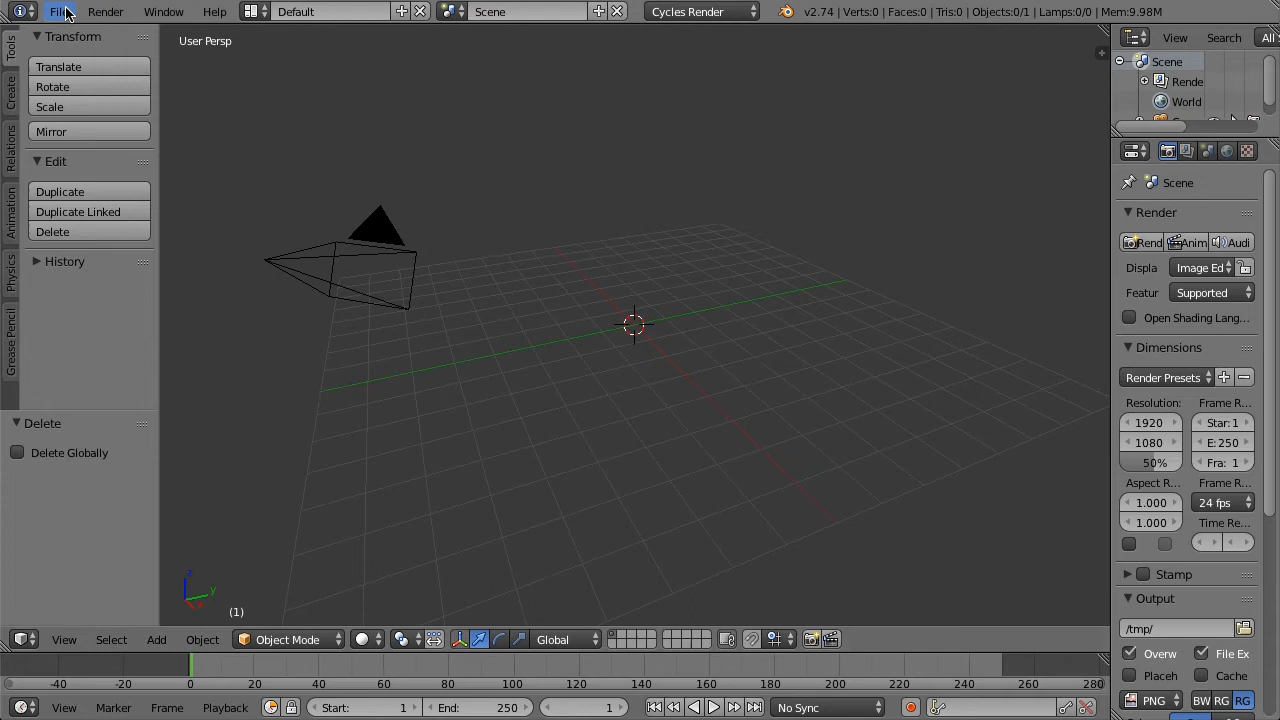 File Render Window Help Default Scene Cycles Render v2.74 | Verts:0 | Faces:0 | Tris:0 | Objects:0/1 | Lamps:0/0 | Mem:9.98M
Tools
Create
Relations
Animation
Physics
Grease Pencil
Transform
Translate
Rotate
Scale
Mirror
Edit
Duplicate
Duplicate Linked
Delete
History
Delete
Delete Globally
User Persp
z
y
(1)
View Select Add Object Object Mode Global
-40 -20 0 20 40 60 80 100 120 140 160 180 200 220 240 260 280
View Marker Frame Playback Start: 1 End: 250 1 No Sync
View Search All
Scene
Rende
World
Scene
Render
Rend Anim Audi
Displa Image Ed
Featur Supported
Open Shading Lang...
Dimensions
Render Presets
Resolution: Frame R...
1920 Star: 1
1080 E: 250
50% Fra: 1
Aspect R... Frame R...
1.000 24 fps
1.000 Time Re...
Stamp
Output
/tmp/
Overw File Ex
Placeh Cache
PNG BW RG RG